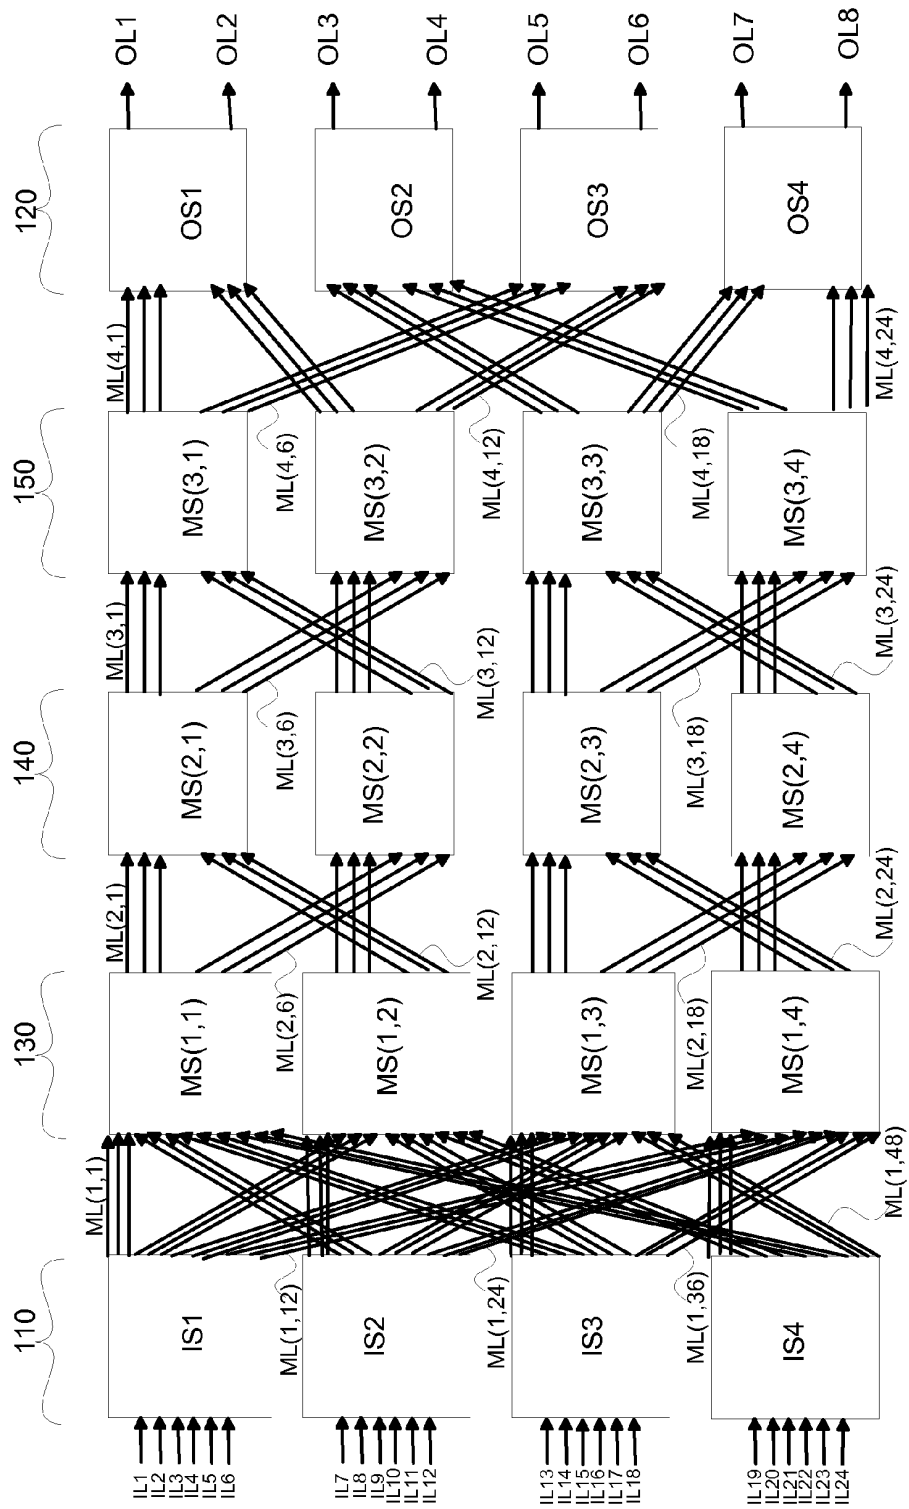 110
130
140
150
120
IL1
IL2
IL3
IL4
IL5
IL6
IS1
ML(1,1)
MS(1,1)
ML(2,1)
MS(2,1)
ML(3,1)
MS(3,1)
ML(4,1)
OS1
OL1
OL2
ML(1,12)
ML(2,6)
ML(3,6)
ML(4,6)
IL7
IL8
IL9
IL10
IL11
IL12
IS2
MS(1,2)
MS(2,2)
MS(3,2)
OS2
OL3
OL4
ML(1,24)
ML(2,12)
ML(3,12)
ML(4,12)
IL13
IL14
IL15
IL16
IL17
IL18
IS3
MS(1,3)
MS(2,3)
MS(3,3)
OS3
OL5
OL6
ML(1,36)
ML(2,18)
ML(3,18)
ML(4,18)
IL19
IL20
IL21
IL22
IL23
IL24
IS4
MS(1,4)
MS(2,4)
MS(3,4)
OS4
OL7
OL8
ML(1,48)
ML(2,24)
ML(3,24)
ML(4,24)